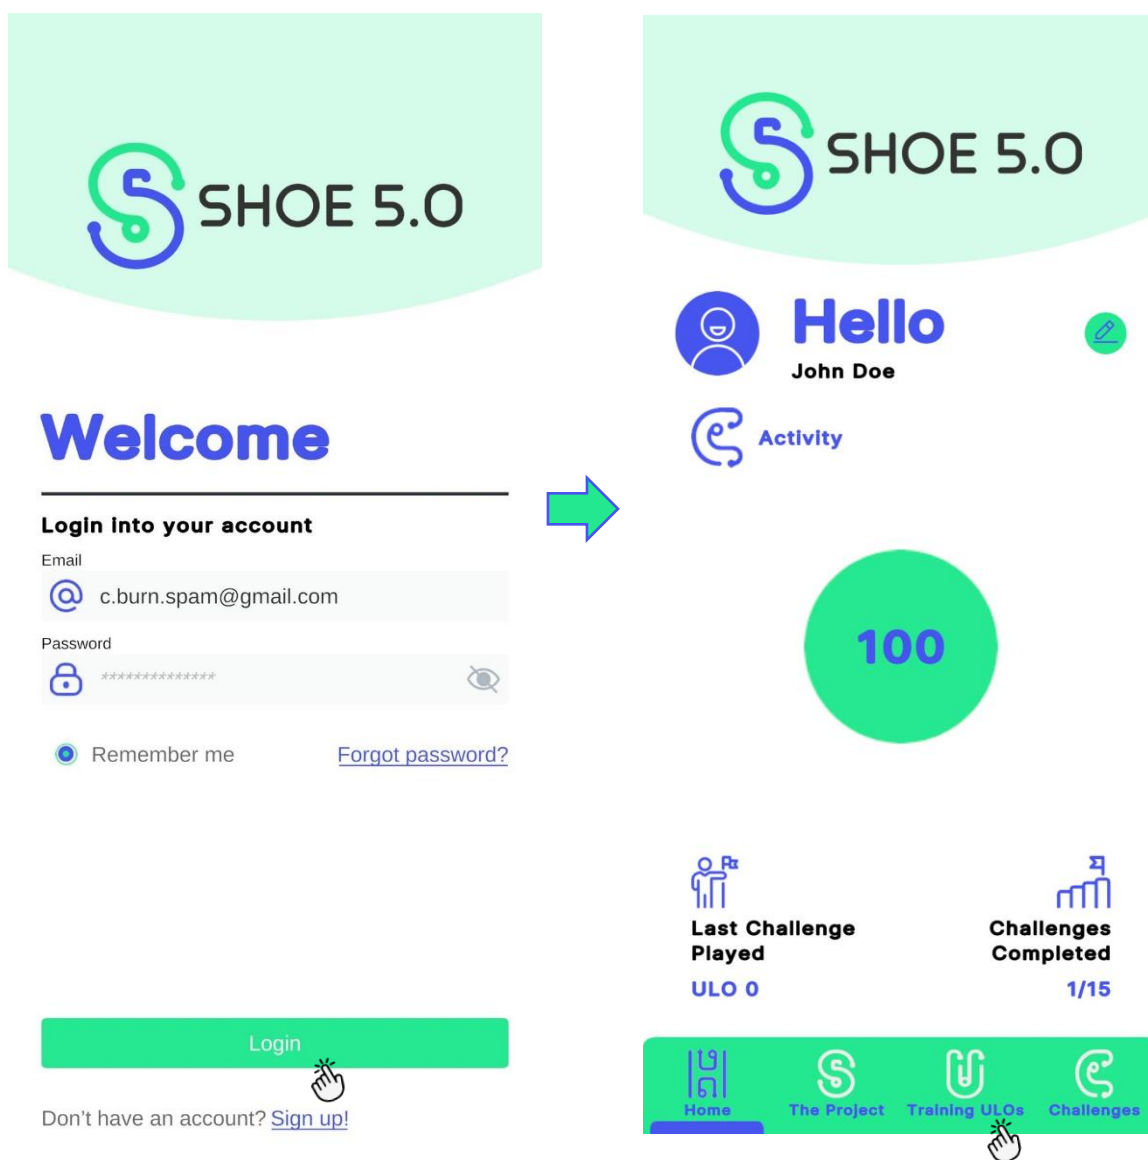 SHOE 5.0
Welcome
Login into your account
Email
c.burn.spam@gmail.com
Password
**************
Remember me
Forgot password?
Login
Don't have an account? Sign up!
SHOE 5.0
Hello
John Doe
Activity
100
Last Challenge
Played
ULO 0
Challenges
Completed
1/15
Home
The Project
Training ULOs
Challenges